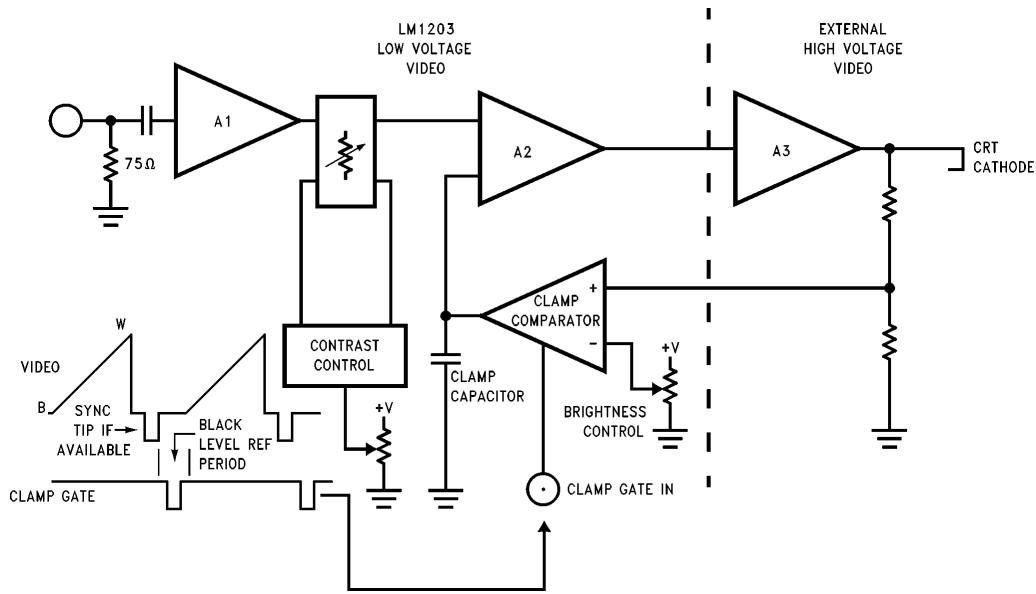 LM1203
LOW VOLTAGE
VIDEO
EXTERNAL
HIGH VOLTAGE
VIDEO
A1
A2
A3
75Ω
CRT
CATHODE
CLAMP
COMPARATOR
+
−
CONTRAST
CONTROL
CLAMP
CAPACITOR
+V
BRIGHTNESS
CONTROL
+V
W
VIDEO
B
SYNC
TIP IF
AVAILABLE
BLACK
LEVEL REF
PERIOD
CLAMP GATE
CLAMP GATE IN